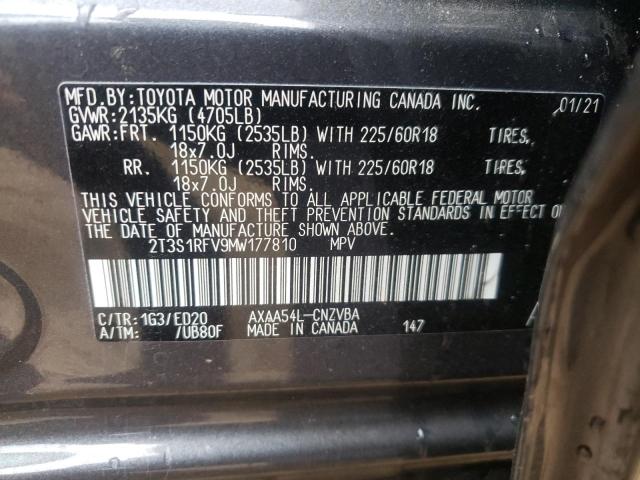 MFD.BY:TOYOTA MOTOR MANUFACTURING CANADA INC. 01/21
GVWR:2135KG (4705LB)
GAWR:FRT. 1150KG (2535LB) WITH 225/60R18 TIRES,
18x7.0J RIMS.
RR. 1150KG (2535LB) WITH 225/60R18 TIRES,
18x7.0J RIMS.
THIS VEHICLE CONFORMS TO ALL APPLICABLE FEDERAL MOTOR
VEHICLE SAFETY AND THEFT PREVENTION STANDARDS IN EFFECT ON
THE DATE OF MANUFACTURE SHOWN ABOVE.
2T3S1RFV9MW177810 MPV
C/TR:1G3/ED20 AXAA54L-CNZVBA
A/TM: /UB80F MADE IN CANADA 147